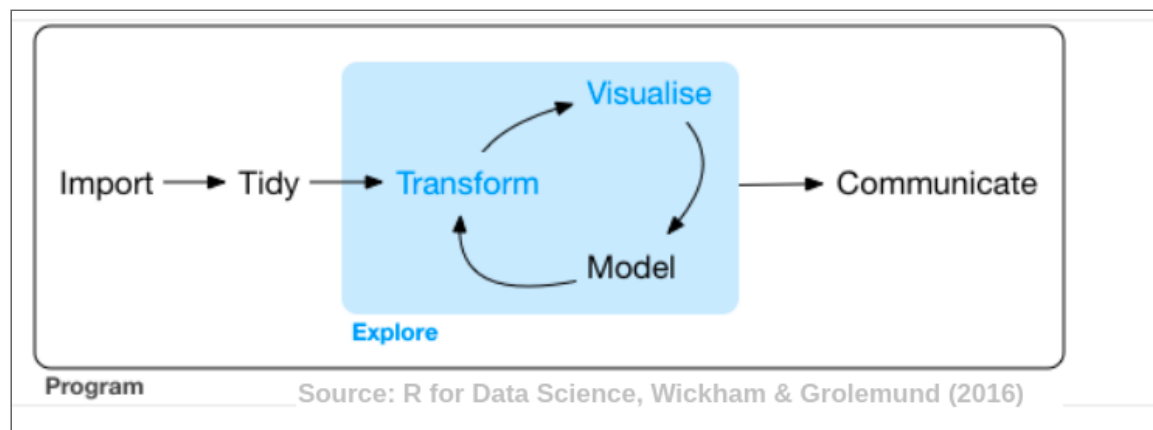 Visualise
Import Tidy Transform Communicate
Model
Explore
Program
Source: R for Data Science, Wickham & Grolemund (2016)